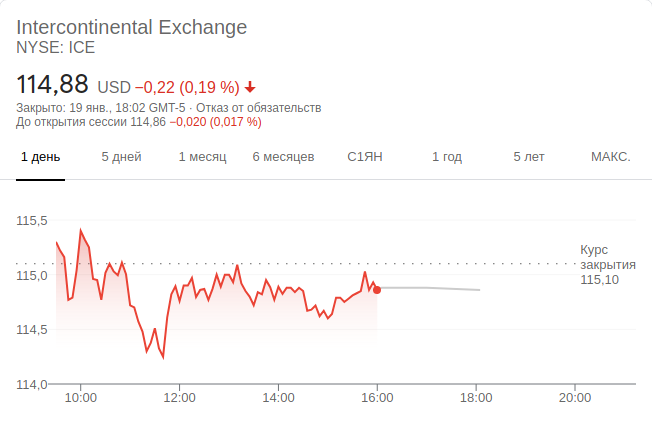 Intercontinental Exchange
NYSE: ICE
114,88 USD −0,22 (0,19 %)
Закрыто: 19 янв., 18:02 GMT-5 · Отказ от обязательств
До открытия сессии 114,86 −0,020 (0,017 %)
1 день 5 дней 1 месяц 6 месяцев С1ЯН 1 год 5 лет МАКС.
115,5
Курс
закрытия
115,0
115,10
114,5
114,0
10:00 12:00 14:00 16:00 18:00 20:00